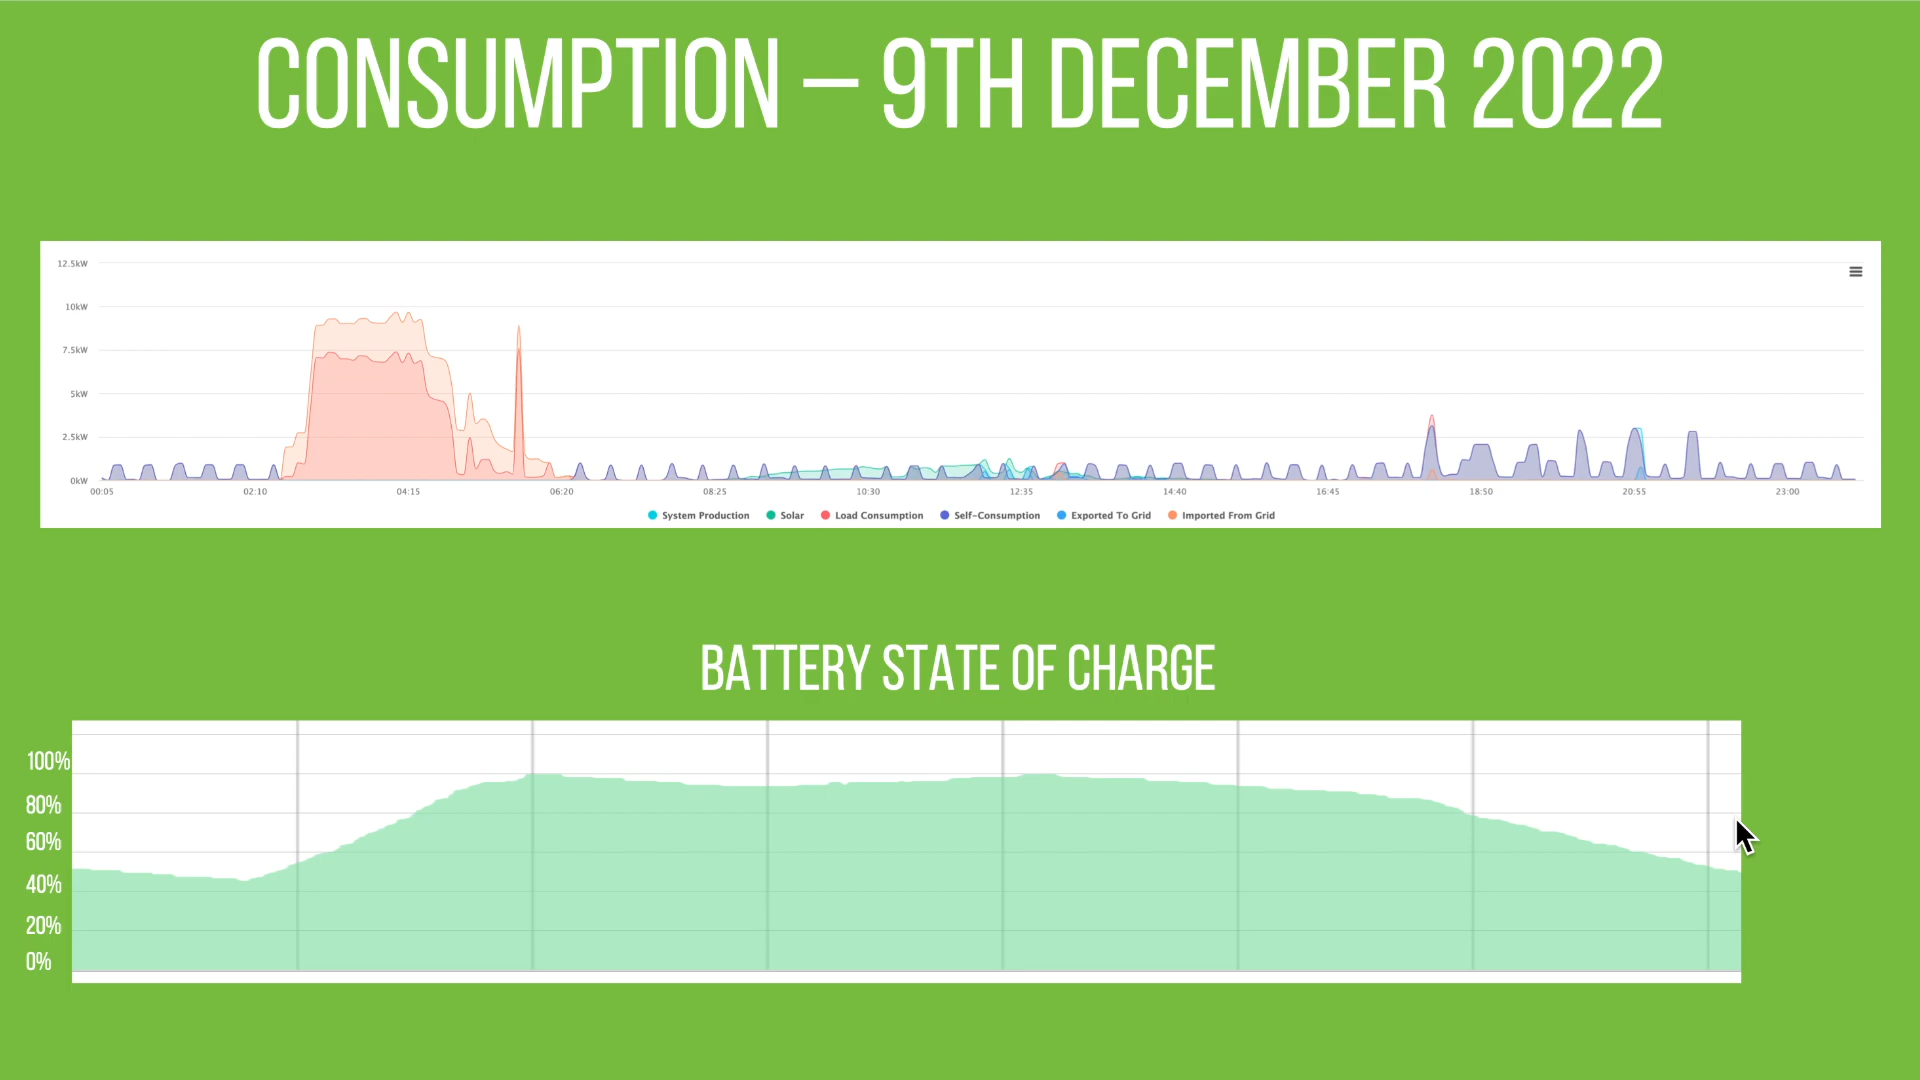 CONSUMPTION – 9TH DECEMBER 2022
12.5kW
10kW
7.5kW
5kW
2.5kW
0kW
00:05 02:10 04:15 06:20 08:25 10:30 12:35 14:40 16:45 18:50 20:55 23:00
System Production Solar Load Consumption Self-Consumption Exported To Grid Imported From Grid
BATTERY STATE OF CHARGE
100%
80%
60%
40%
20%
0%